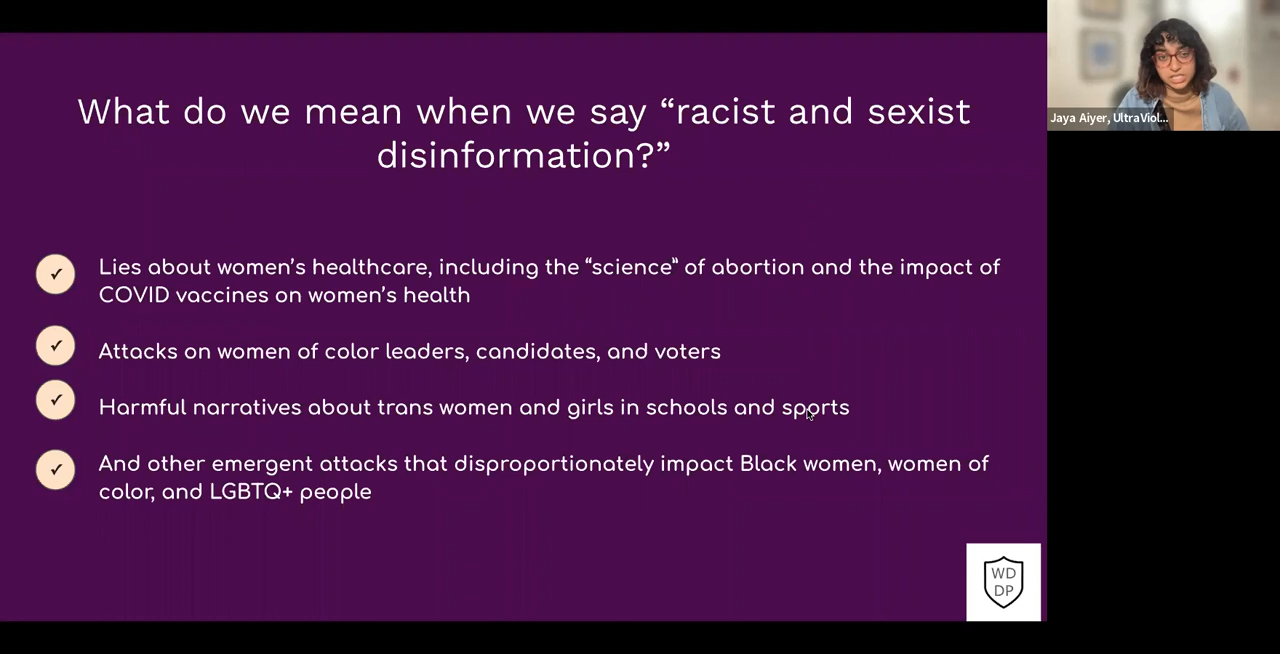 What do we mean when we say “racist and sexist
disinformation?”
Jaya Aiyer, UltraViol...
✓ Lies about women’s healthcare, including the “science” of abortion and the impact of
COVID vaccines on women’s health
✓ Attacks on women of color leaders, candidates, and voters
✓ Harmful narratives about trans women and girls in schools and sports
✓ And other emergent attacks that disproportionately impact Black women, women of
color, and LGBTQ+ people
WD
DP